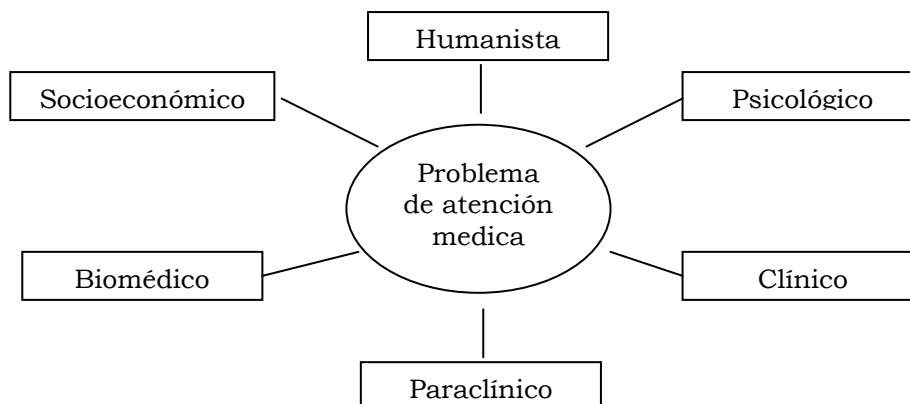 Humanista
Socioeconómico
Psicológico
Problema
de atención
medica
Biomédico
Clínico
Paraclínico